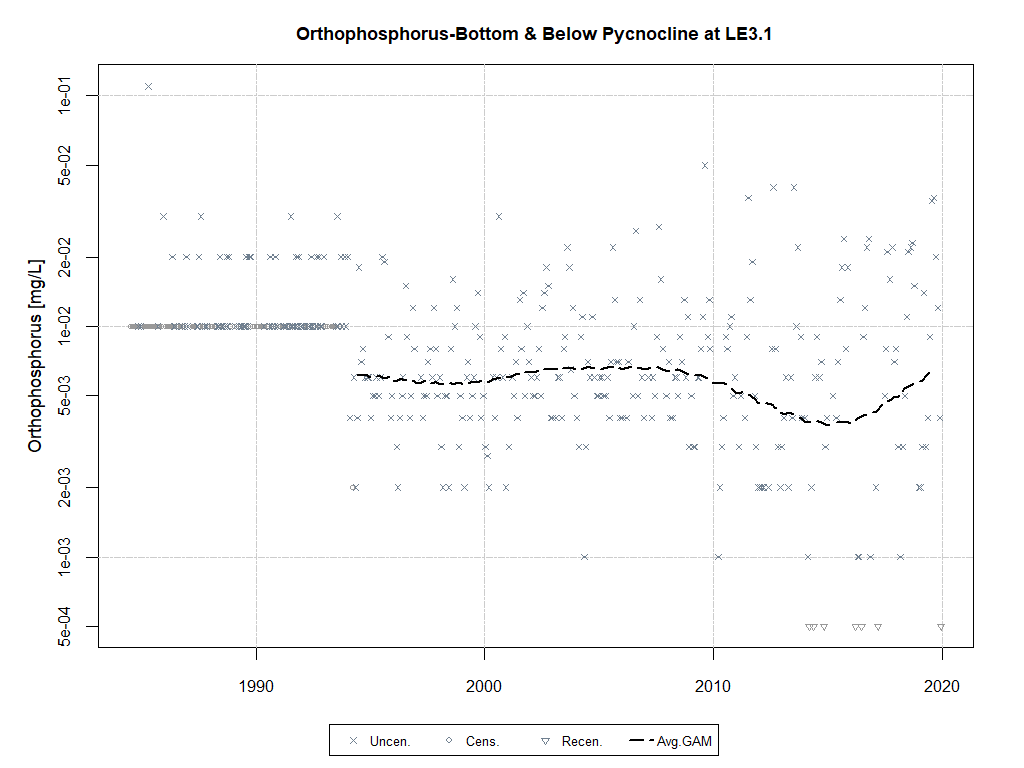 Orthophosphorus-Bottom & Below Pycnocline at LE3.1
Orthophosphorus [mg/L]
1e-01
5e-02
2e-02
1e-02
5e-03
2e-03
1e-03
5e-04
1990 2000 2010 2020
Uncen. Cens. Recen. Avg.GAM